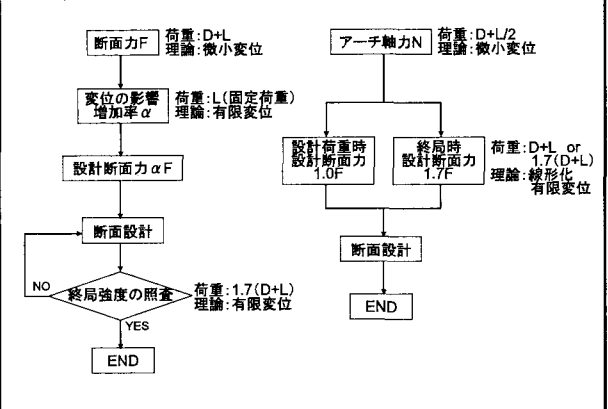 断面力F
荷重:D+L
理論:微小変位
変位の影響
増加率α
荷重:L(固定荷重)
理論:有限変位
設計断面力αF
断面設計
NO
終局強度の照査
荷重:1.7(D+L)
理論:有限変位
YES
END
アーチ軸力N
荷重:D+L/2
理論:微小変位
設計荷重時
設計断面力
1.0F
終局時
設計断面力
1.7F
荷重:D+L or
1.7(D+L)
理論:線形化
有限変位
断面設計
END